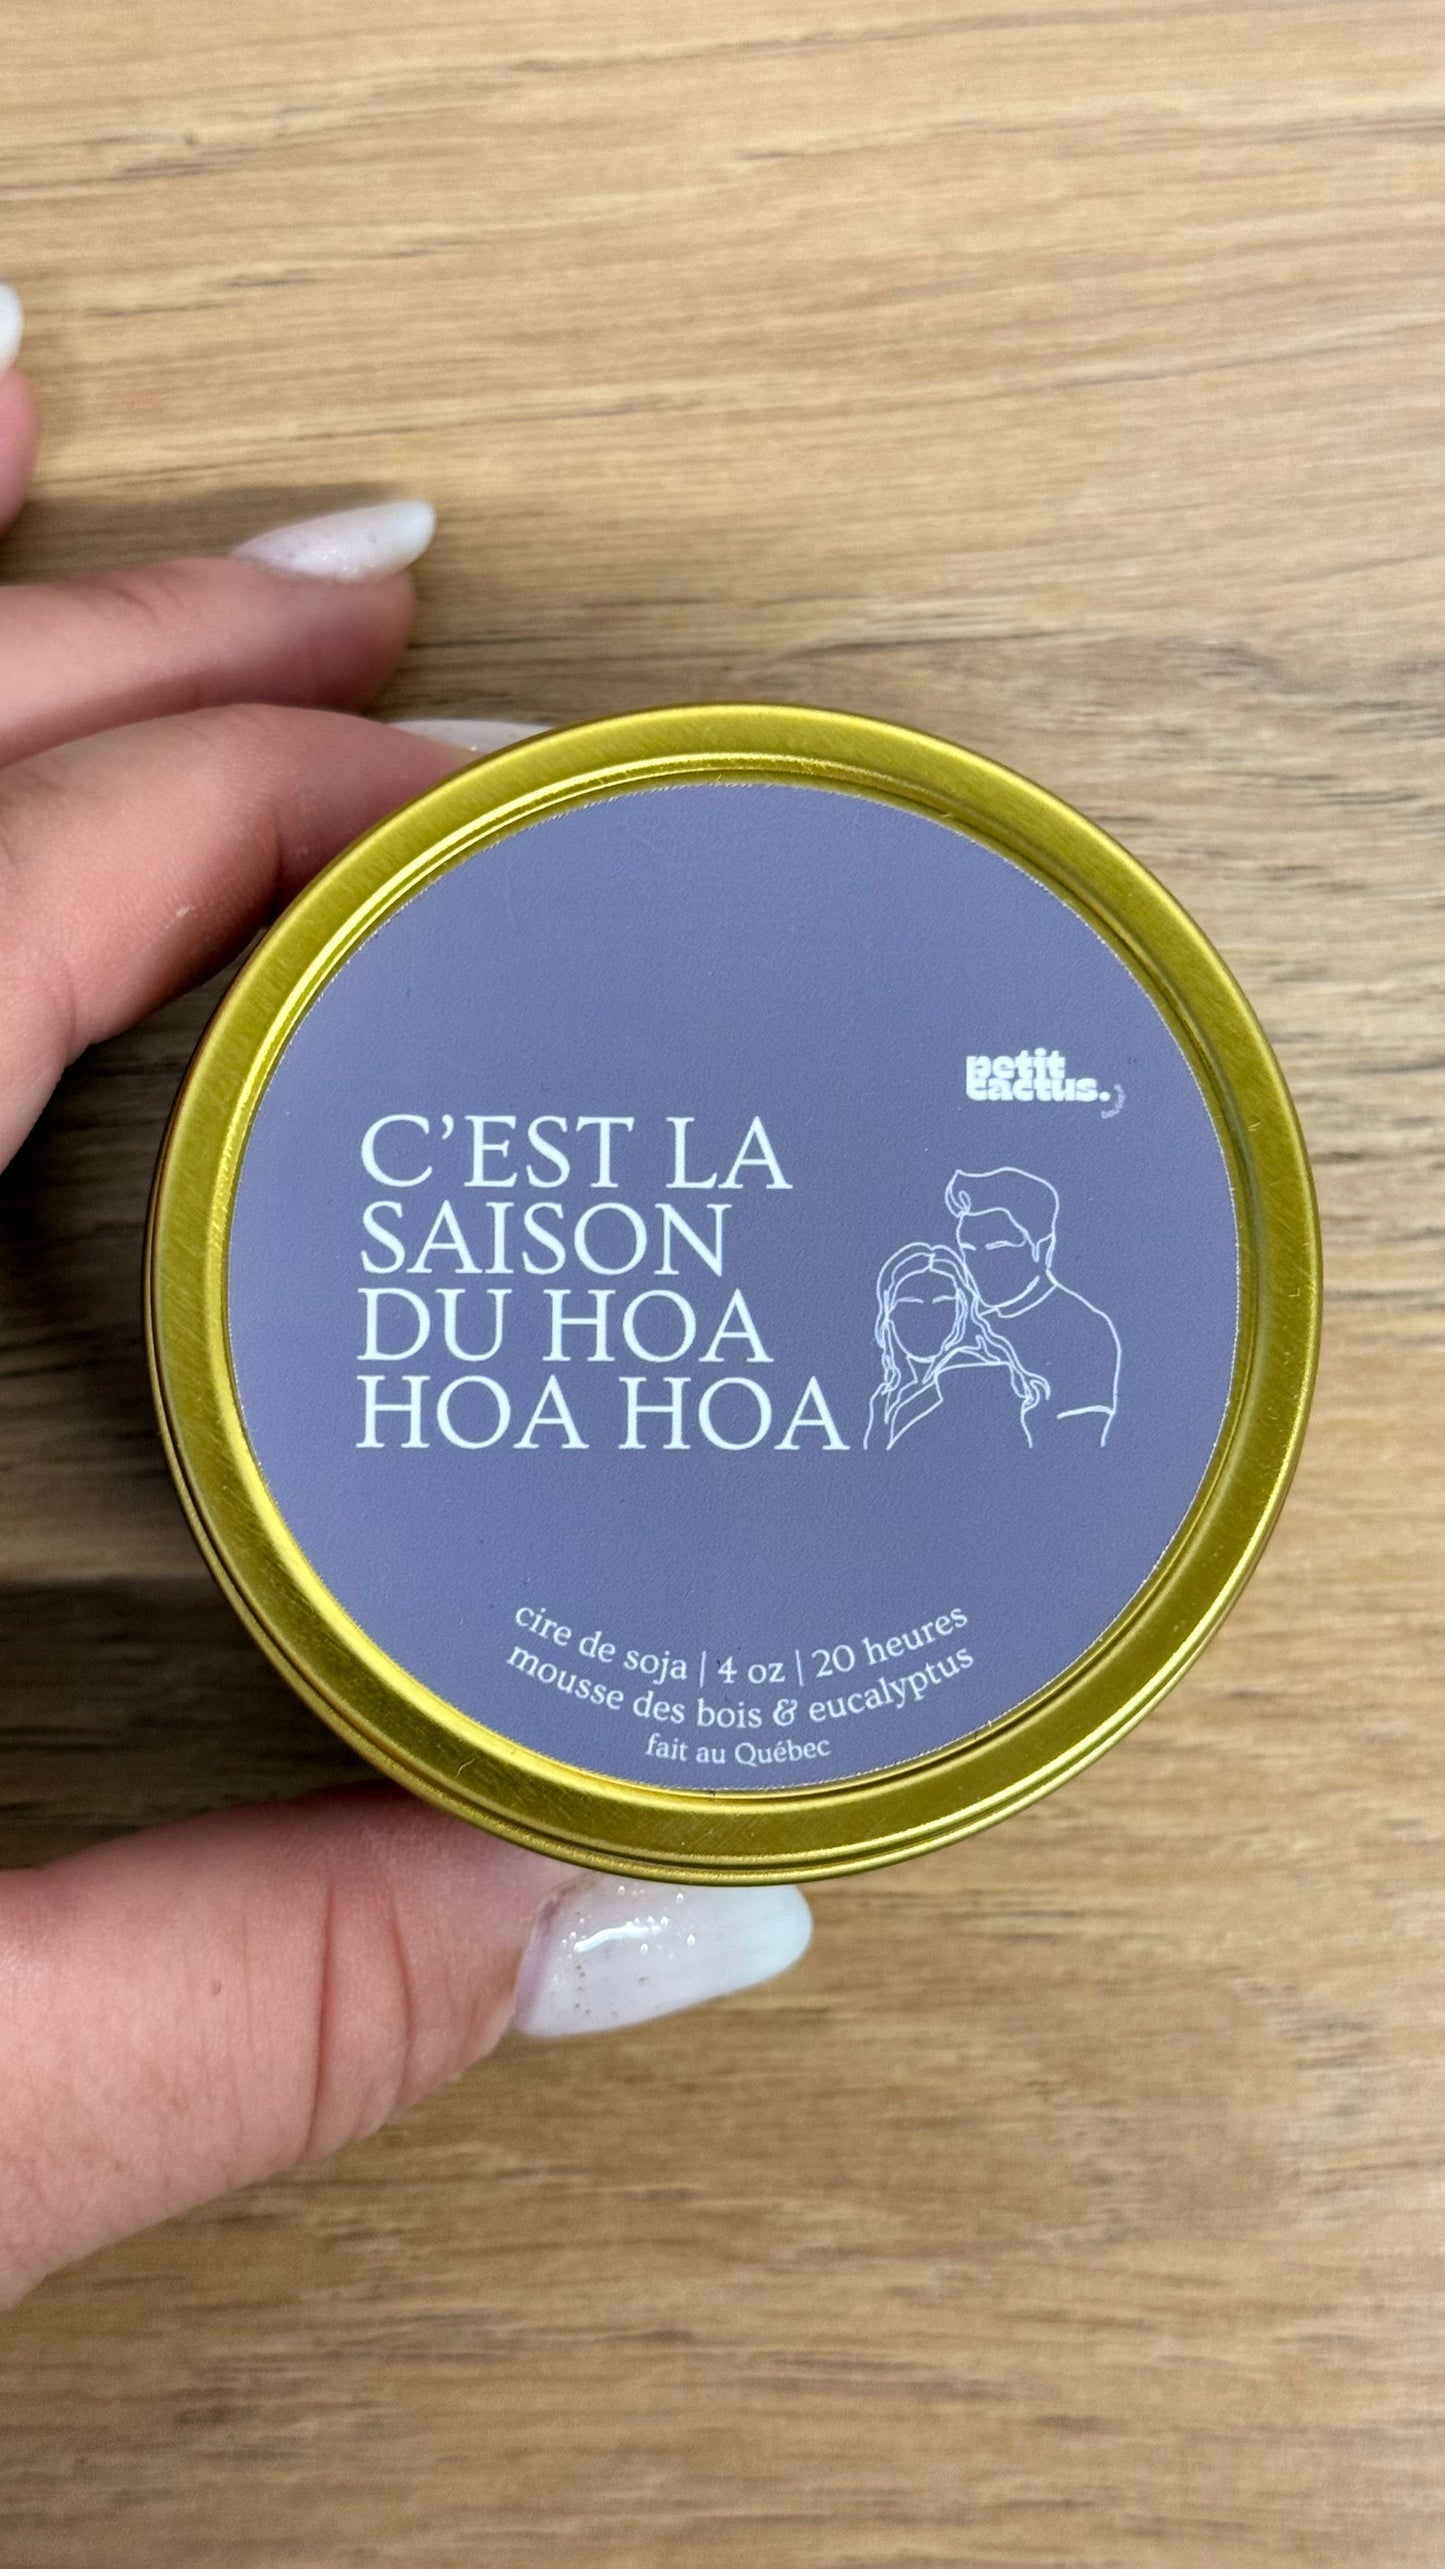 petit
cactus.
C'EST LA
SAISON
DU HOA
HOA HOA
cire de soja | 4 oz | 20 heures
mousse des bois & eucalyptus
fait au Québec